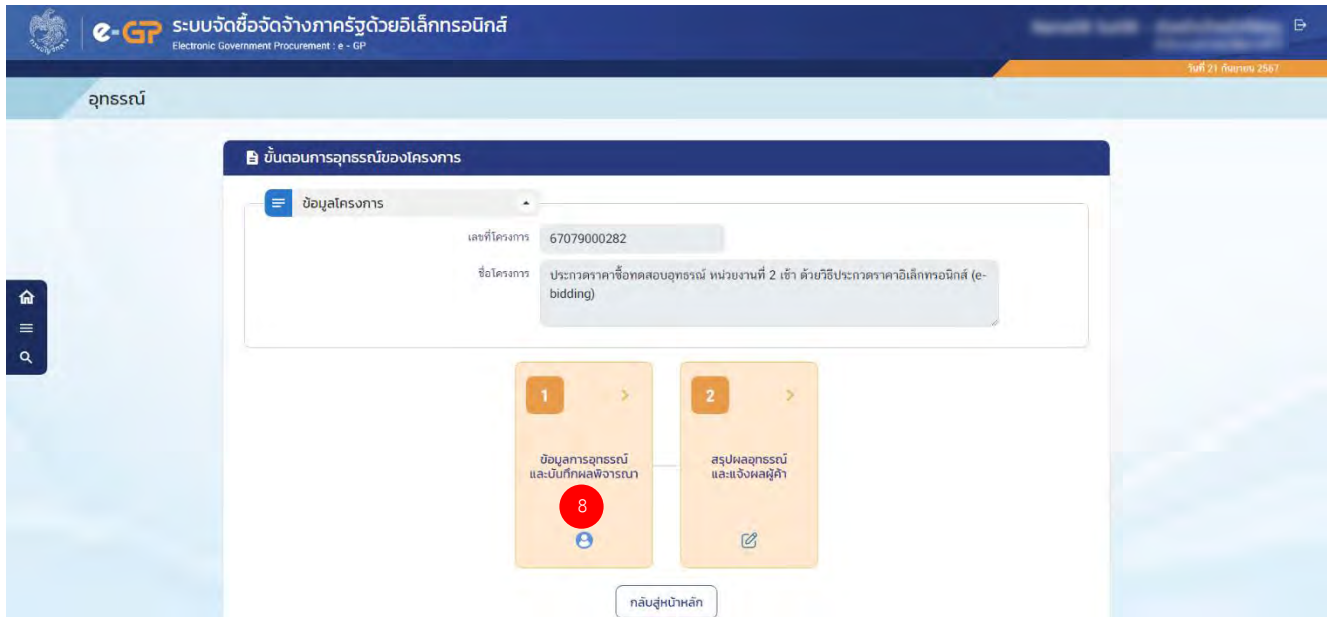 e-GP ระบบจัดซื้อจัดจ้างภาครัฐด้วยอิเล็กทรอนิกส์
Electronic Government Procurement : e - GP
วันที่ 21 กันยายน 2567
อุทธรณ์
ขั้นตอนการอุทธรณ์ของโครงการ
ข้อมูลโครงการ
เลขที่โครงการ 67079000282
ชื่อโครงการ ประกวดราคาซื้อทดสอบอุทธรณ์ หน่วยงานที่ 2 เช้า ด้วยวิธีประกวดราคาอิเล็กทรอนิกส์ (e-
bidding)
1
2
ข้อมูลการอุทธรณ์
และบันทึกผลพิจารณา
สรุปผลอุทธรณ์
และแจ้งผลผู้ค้า
8
กลับสู่หน้าหลัก